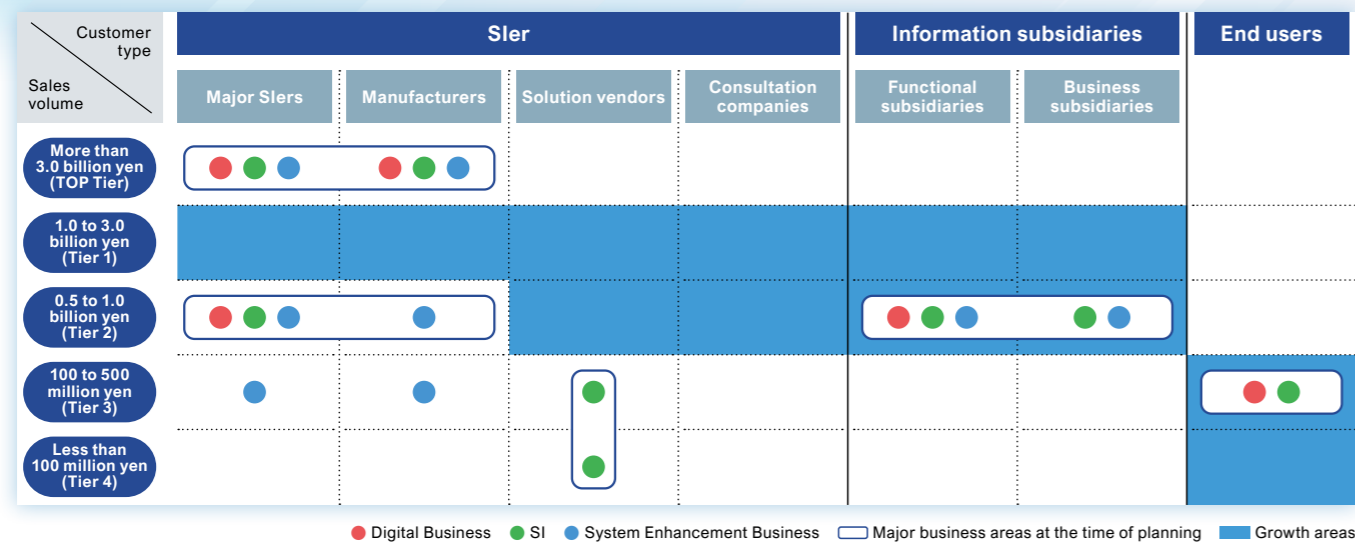 Customer
type
Sales
volume
SIer
Information subsidiaries
End users
Major SIers
Manufacturers
Solution vendors
Consultation
companies
Functional
subsidiaries
Business
subsidiaries
More than
3.0 billion yen
(TOP Tier)
1.0 to 3.0
billion yen
(Tier 1)
0.5 to 1.0
billion yen
(Tier 2)
100 to 500
million yen
(Tier 3)
Less than
100 million yen
(Tier 4)
Digital Business
SI
System Enhancement Business
Major business areas at the time of planning
Growth areas